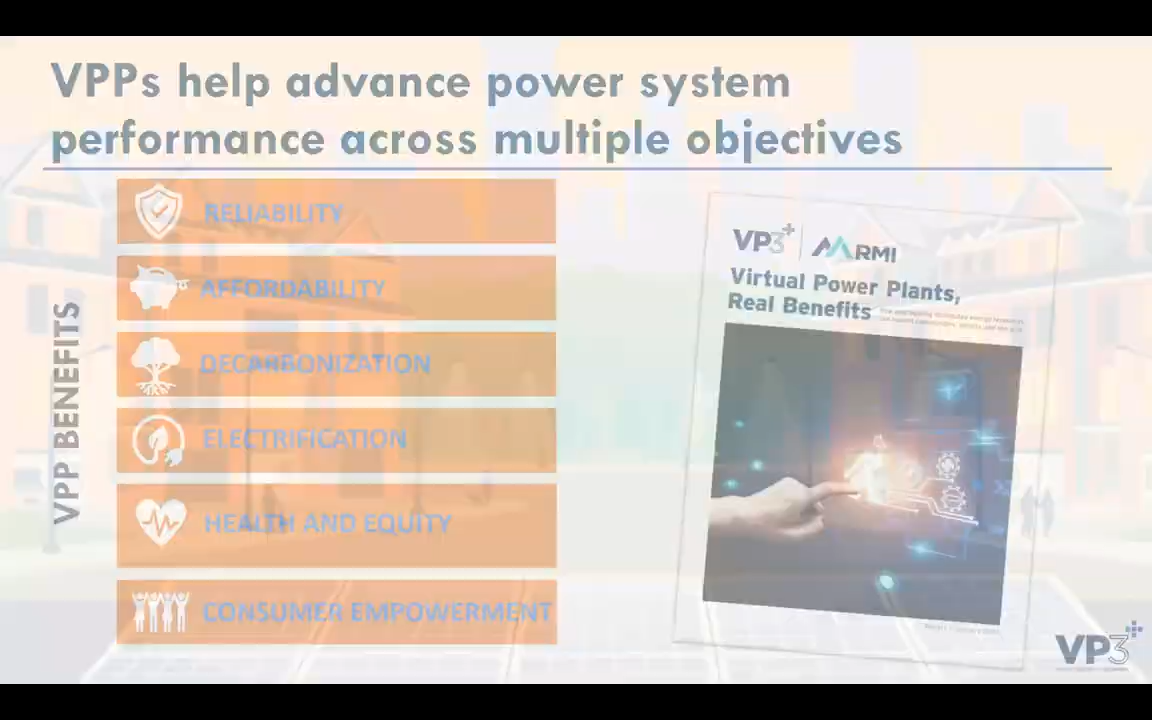 VPPs help advance power system
performance across multiple objectives
VPP BENEFITS
RELIABILITY
AFFORDABILITY
DECARBONIZATION
ELECTRIFICATION
HEALTH AND EQUITY
CONSUMER EMPOWERMENT
VP3+ RMI
Virtual Power Plants,
Real Benefits
VP3+